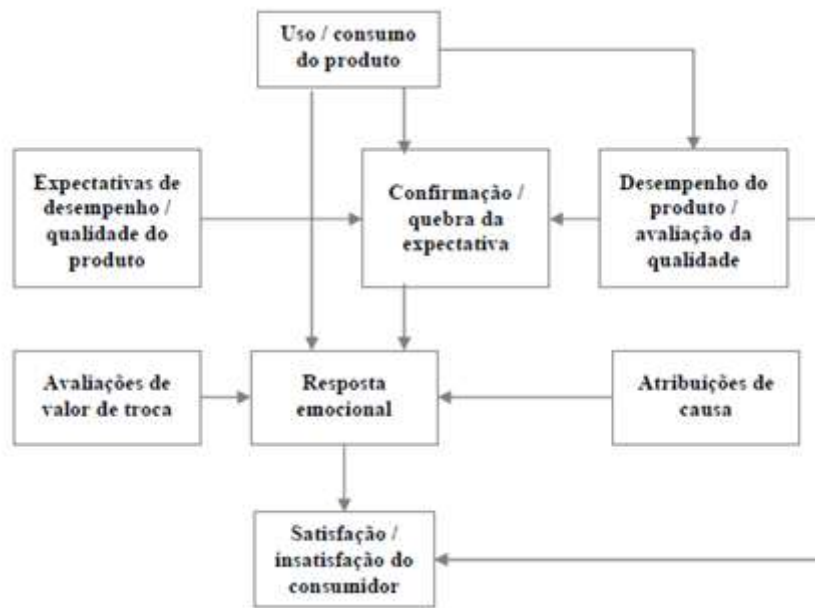 Uso / consumo
do produto
Expectativas de
desempenho /
qualidade do
produto
Confirmação /
quebra da
expectativa
Desempenho do
produto /
avaliação da
qualidade
Avaliações de
valor de troca
Resposta
emocional
Atribuições de
causa
Satisfação /
insatisfação do
consumidor